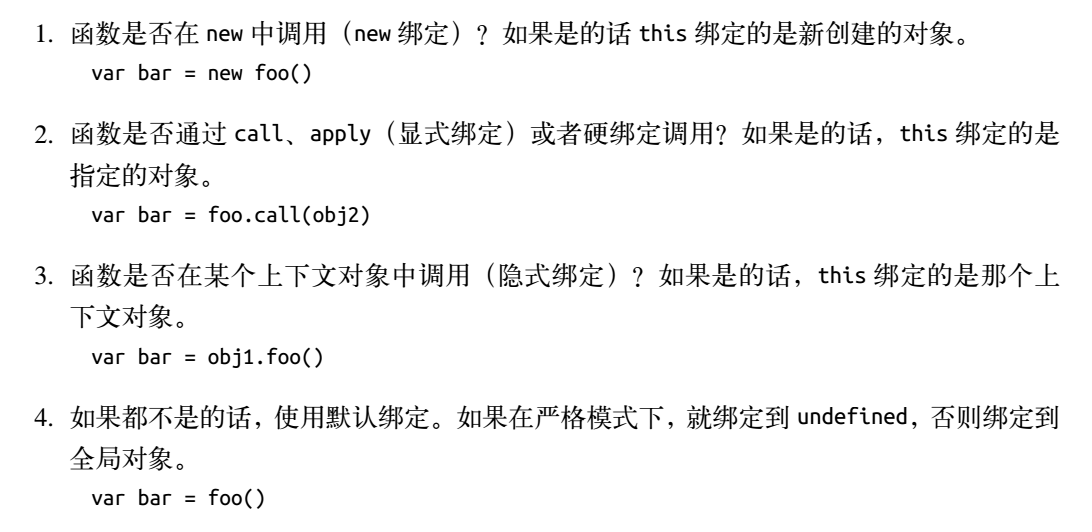 1. 函数是否在 new 中调用（new 绑定）？如果是的话 this 绑定的是新创建的对象。
var bar = new foo()
2. 函数是否通过 call、apply（显式绑定）或者硬绑定调用？如果是的话，this 绑定的是
指定的对象。
var bar = foo.call(obj2)
3. 函数是否在某个上下文对象中调用（隐式绑定）？如果是的话，this 绑定的是那个上
下文对象。
var bar = obj1.foo()
4. 如果都不是的话，使用默认绑定。如果在严格模式下，就绑定到 undefined，否则绑定到
全局对象。
var bar = foo()